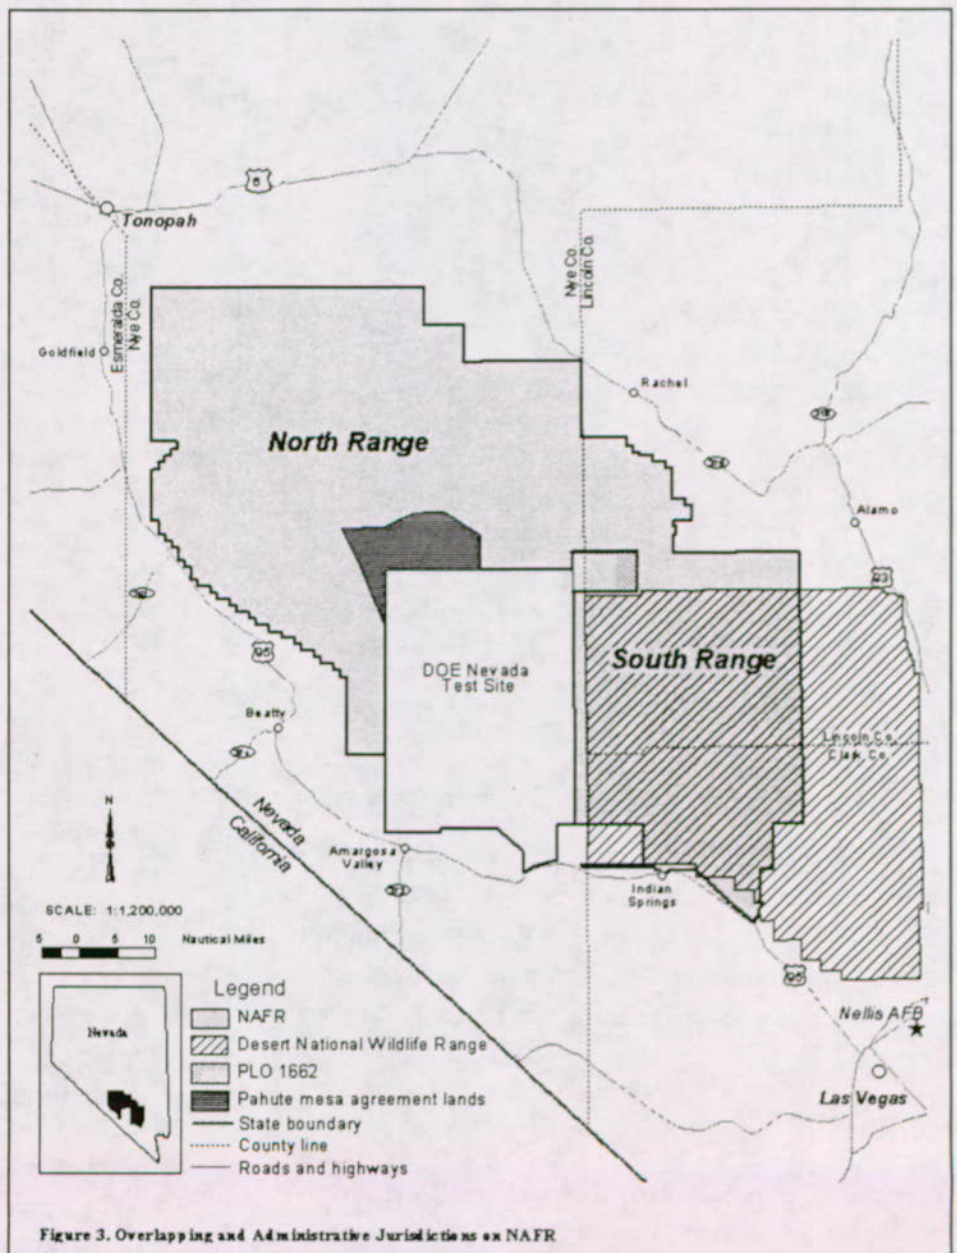 6
Tonopah
Esmeralda Co.
Nye Co.
Nye Co.
Lincoln Co.
Goldfield
Rachel
North Range
Alamo
93
DOE Nevada
Test Site
South Range
95
Beatty
Lincoln Co.
Clark Co.
Nevada
California
N
Amargosa
Valley
Indian
Springs
SCALE: 1:1,200,000
5 0 5 10 Nautical Miles
95
Nevada
Legend
NAFR
Desert National Wildlife Range
PLO 1662
Pahute mesa agreement lands
State boundary
County line
Roads and highways
Nellis AFB
Las Vegas
Figure 3. Overlapping and Administrative Jurisdictions on NAFR